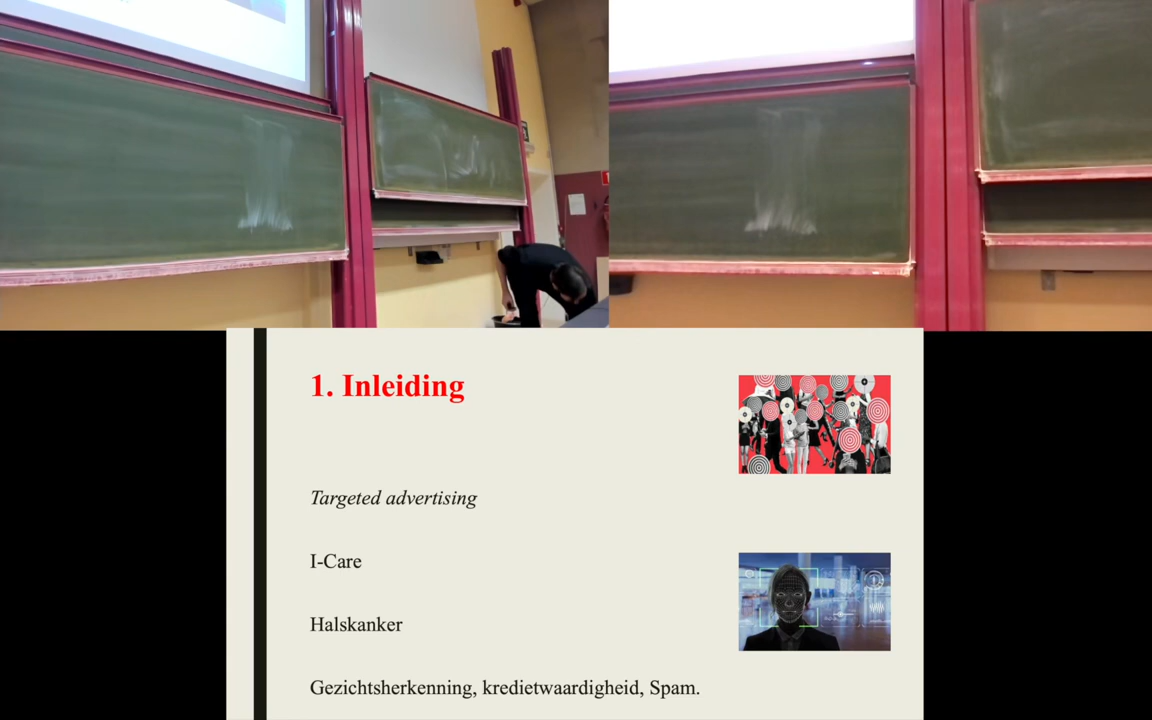 1. Inleiding
Targeted advertising
I-Care
Halskanker
Gezichtsherkenning, kredietwaardigheid, Spam.